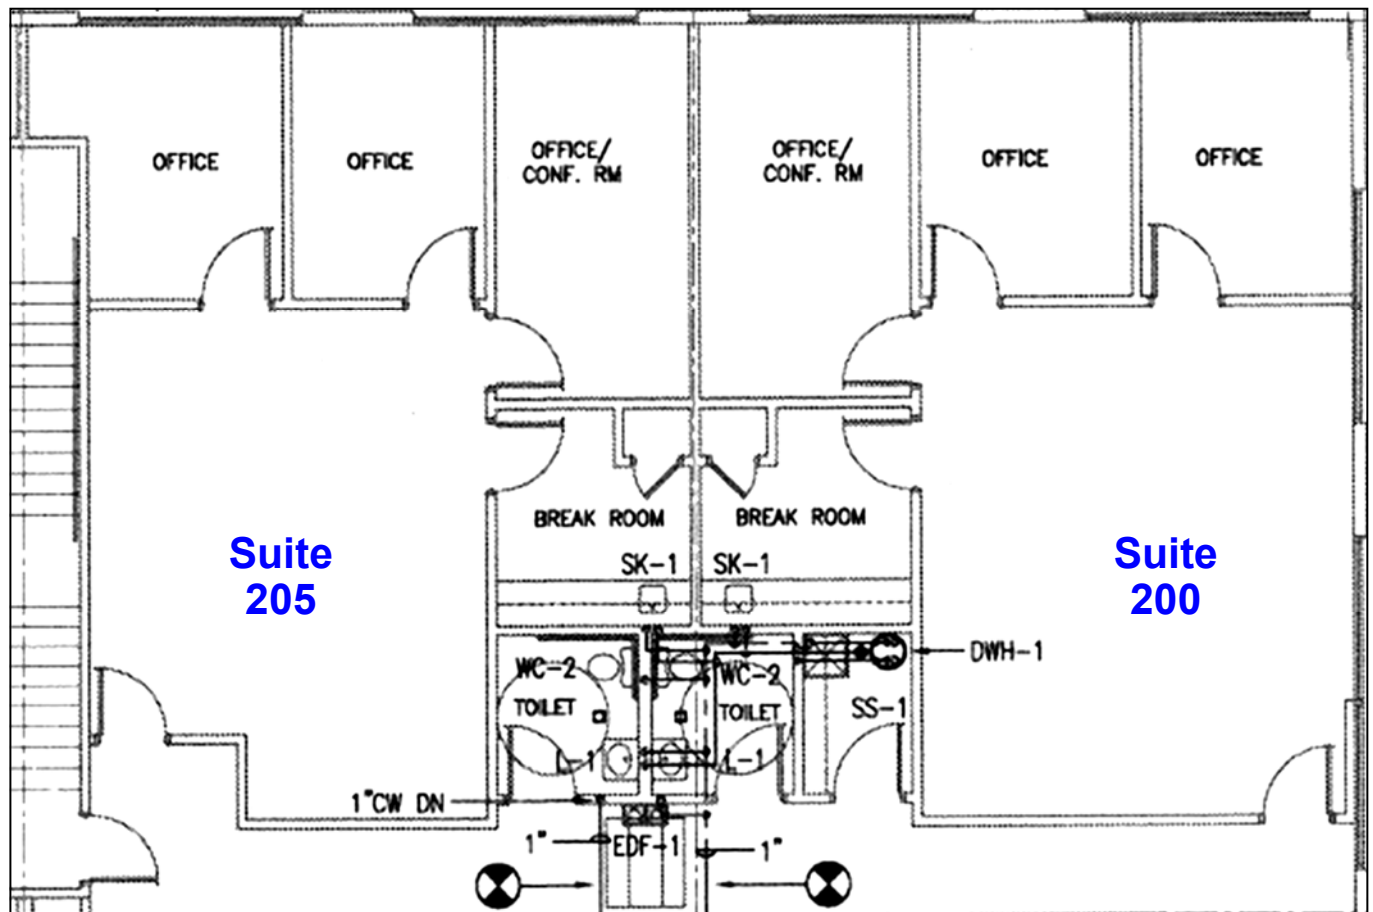 OFFICE
OFFICE
OFFICE/
CONF. RM
OFFICE/
CONF. RM
OFFICE
OFFICE
BREAK ROOM
BREAK ROOM
Suite
205
SK-1
SK-1
Suite
200
DWH-1
WC-2
TOILET
WC-2
TOILET
SS-1
L-1
L-1
1"CW DN
1"
EDF-1
1"